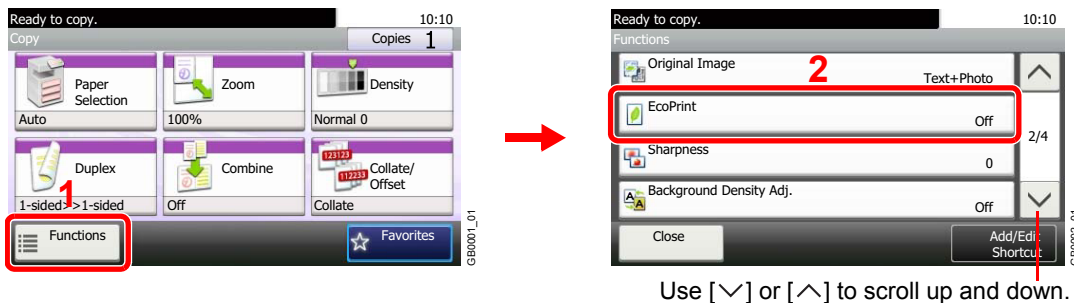 Ready to copy. 10:10
Copy Copies 1
Paper Selection
Auto
Zoom
100%
Density
Normal 0
Duplex
1-sided>>1-sided
Combine
Off
123123
112233
Collate/
Offset
Collate
1
Functions
Favorites
GB0001_01
Ready to copy. 10:10
Functions
Original Image
Text+Photo
2
EcoPrint
Off
2/4
Sharpness
0
Background Density Adj.
Off
Close
Add/Edit
Shortcut
GB0002_01
Use [∨] or [∧] to scroll up and down.